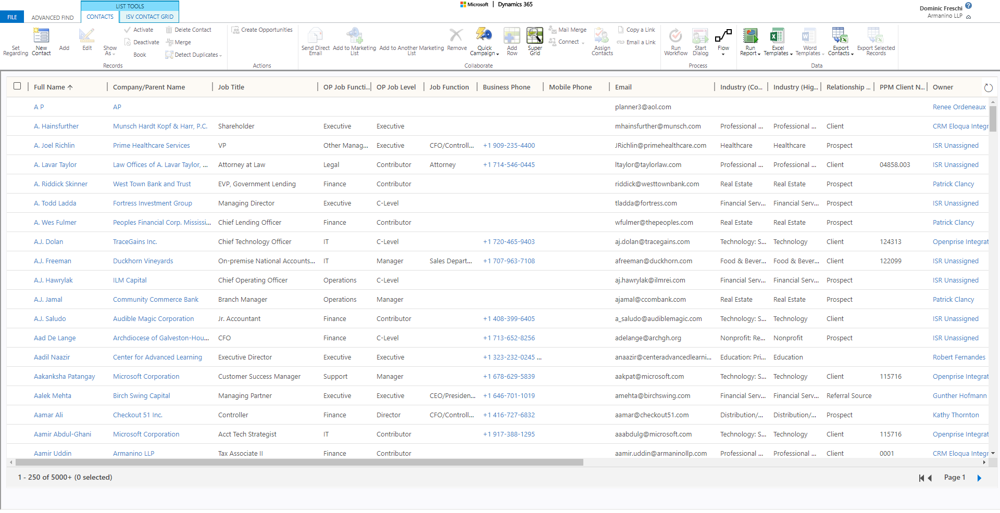 Microsoft | Dynamics 365
Dominic Freschi
Armanino LLP
LIST TOOLS
FILE ADVANCED FIND CONTACTS ISV CONTACT GRID
Set Regarding
New Contact
Add
Edit
Show As
Activate
Deactivate
Book
Delete Contact
Merge
Detect Duplicates
Records
Create Opportunities
Actions
Send Direct Email
Add to Marketing List
Add to Another Marketing List
Remove
Quick Campaign
Add Row
Super Grid
Mail Merge
Connect
Assign Contacts
Copy a Link
Email a Link
Collaborate
Run Workflow
Start Dialog
Flow
Process
Run Report
Excel Templates
Word Templates
Export Contacts
Export Selected Records
Data
Full Name Company/Parent Name Job Title OP Job Functi... OP Job Level Job Function Business Phone Mobile Phone Email Industry (Co... Industry (Hig... Relationship ... PPM Client N... Owner
A P AP planner3@aol.com Renee Ordeneaux
A. Hainsfurther Munsch Hardt Kopf & Harr, P.C. Shareholder Executive Executive mhainsfurther@munsch.com Professional ... Professional ... Client CRM Eloqua Integr
A. Joel Richlin Prime Healthcare Services VP Other Manag... Executive CFO/Controll... +1 909-235-4400 JRichlin@primehealthcare.com Healthcare Healthcare Prospect ISR Unassigned
A. Lavar Taylor Law Offices of A. Lavar Taylor, ... Attorney at Law Legal Contributor Attorney +1 714-546-0445 ltaylor@taylorlaw.com Professional ... Professional ... Client 04858.003 ISR Unassigned
A. Riddick Skinner West Town Bank and Trust EVP, Government Lending Finance Contributor riddick@westtownbank.com Real Estate Real Estate Prospect Patrick Clancy
A. Todd Ladda Fortress Investment Group Managing Director Executive C-Level tladda@fortress.com Financial Serv... Financial Serv... Prospect ISR Unassigned
A. Wes Fulmer Peoples Financial Corp. Mississi... Chief Lending Officer Finance Contributor wfulmer@thepeoples.com Real Estate Real Estate Prospect Patrick Clancy
A.J. Dolan TraceGains Inc. Chief Technology Officer IT C-Level +1 720-465-9403 aj.dolan@tracegains.com Technology: S... Technology Client 124313 Openprise Integrat
A.J. Freeman Duckhorn Vineyards On-premise National Accounts... IT Manager Sales Depart... +1 707-963-7108 afreeman@duckhorn.com Food & Bever... Food & Bever... Client 122099 ISR Unassigned
A.J. Hawrylak ILM Capital Chief Operating Officer Operations C-Level aj.hawrylak@ilmrei.com Financial Serv... Financial Serv... Prospect ISR Unassigned
A.J. Jamal Community Commerce Bank Branch Manager Operations Manager ajamal@ccombank.com Real Estate Real Estate Prospect Patrick Clancy
A.J. Saludo Audible Magic Corporation Jr. Accountant Finance Contributor +1 408-399-6405 a_saludo@audiblemagic.com Technology: S... Technology Client ISR Unassigned
Aad De Lange Archdiocese of Galveston-Hou... CFO Finance C-Level +1 713-652-8256 adelange@archgh.org Nonprofit: Re... Nonprofit Prospect ISR Unassigned
Aadil Naazir Center for Advanced Learning Executive Director Executive Executive +1 323-232-0245 ... anaazir@centeradvancedlearni... Education: Pri... Education Robert Fernandes
Aakanksha Patangay Microsoft Corporation Customer Success Manager Support Manager +1 678-629-5839 aakpat@microsoft.com Technology: S... Technology Client 115716 Openprise Integrat
Aalek Mehta Birch Swing Capital Managing Partner Executive Executive CEO/Presiden... +1 646-701-1019 amehta@birchswing.com Financial Serv... Financial Serv... Referral Source Gunther Hofmann
Aamar Ali Checkout 51 Inc. Controller Finance Director CFO/Controll... +1 416-727-6832 aamar@checkout51.com Distribution/... Distribution/... Prospect Kathy Thornton
Aamir Abdul-Ghani Microsoft Corporation Acct Tech Strategist IT Contributor +1 917-388-1295 aaabdulg@microsoft.com Technology: S... Technology Client 115716 Openprise Integrat
Aamir Uddin Armanino LLP Tax Associate II Finance Contributor aamir.uddin@armaninollp.com Professional ... Professional ... Client 0001 CRM Eloqua Integr
1 - 250 of 5000+ (0 selected) Page 1